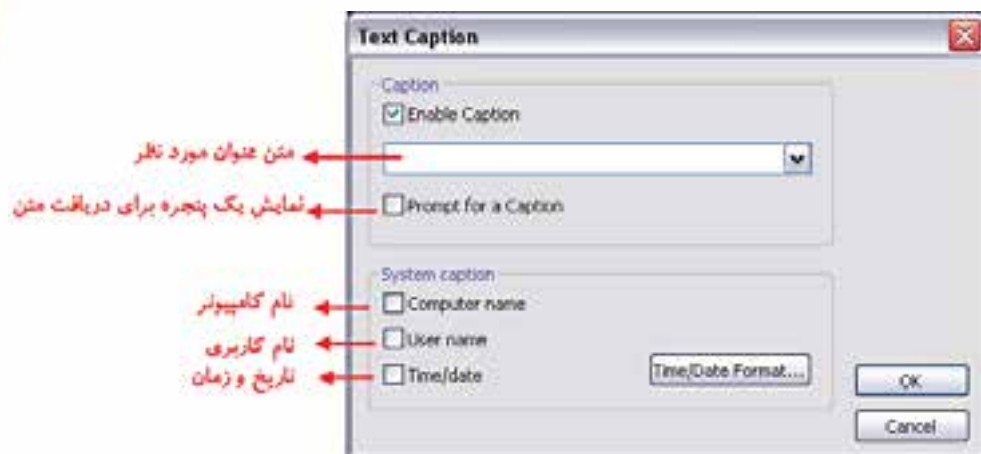 Text Caption
Caption
Enable Caption
متن عنوان مورد نظر
Prompt for a Caption
نمایش یک پنجره برای دریافت متن
System caption
Computer name
نام کامپیوتر
User name
نام کاربری
Time/date
تاریخ و زمان
Time/Date Format...
OK
Cancel